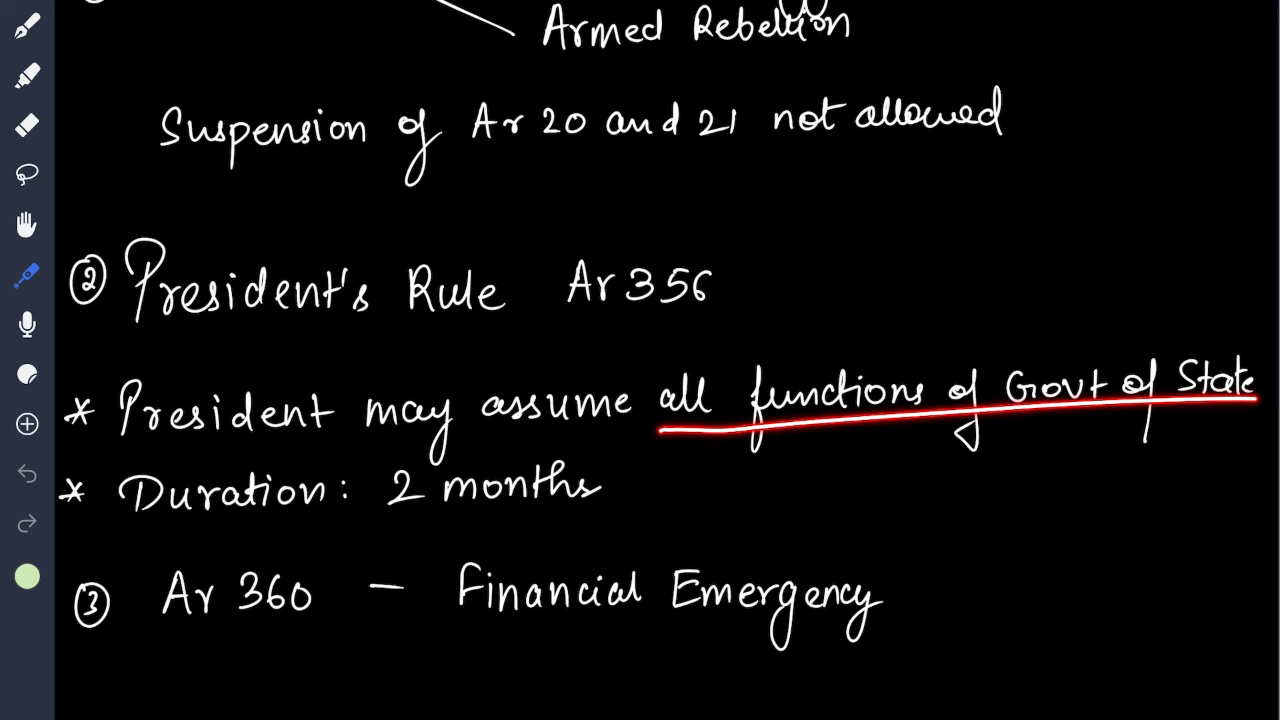 Armed Rebellion
Suspension of Ar 20 and 21 not allowed
② President's Rule Ar 356
* President may assume all functions of Govt of State
* Duration: 2 months
③ Ar 360 - Financial Emergency